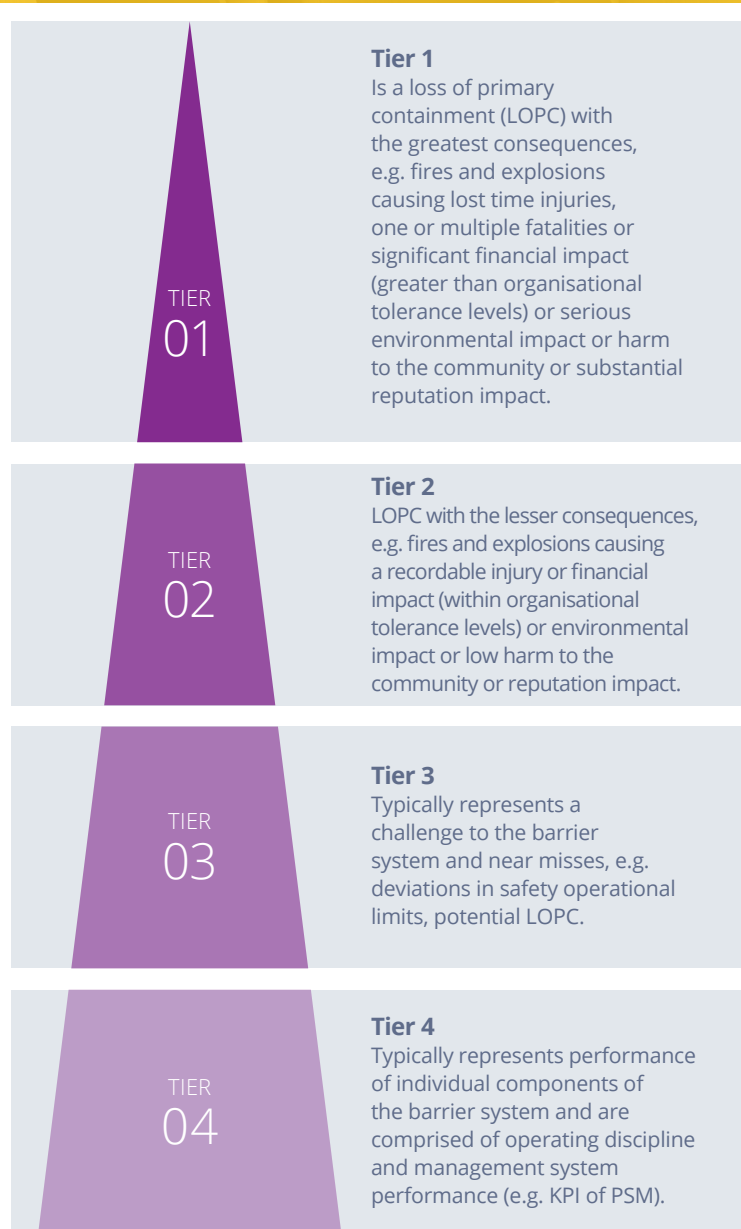 Tier 1
Is a loss of primary
containment (LOPC) with
the greatest consequences,
e.g. fires and explosions
causing lost time injuries,
one or multiple fatalities or
significant financial impact
(greater than organisational
tolerance levels) or serious
environmental impact or harm
to the community or substantial
reputation impact.
TIER
01
Tier 2
LOPC with the lesser consequences,
e.g. fires and explosions causing
a recordable injury or financial
impact (within organisational
tolerance levels) or environmental
impact or low harm to the
community or reputation impact.
TIER
02
Tier 3
Typically represents a
challenge to the barrier
system and near misses, e.g.
deviations in safety operational
limits, potential LOPC.
TIER
03
Tier 4
Typically represents performance
of individual components of
the barrier system and are
comprised of operating discipline
and management system
performance (e.g. KPI of PSM).
TIER
04